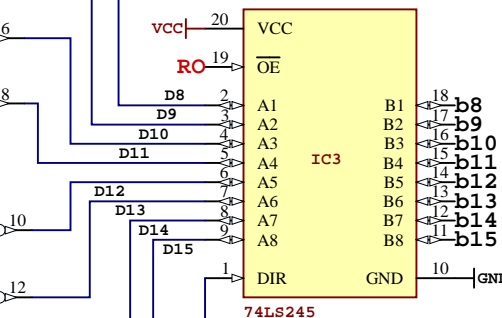 VCC 20 VCC
6
RO 19 OE
8 D8 2 A1 B1 18 b8
D9 3 A2 B2 17 b9
D10 4 A3 B3 16 b10
D11 5 A4 IC3 B4 15 b11
6 A5 B5 14 b12
D12 7 A6 B6 13 b13
10 D13 8 A7 B7 12 b14
D14 9 A8 B8 11 b15
D15
12 1 DIR GND 10 GND
74LS245